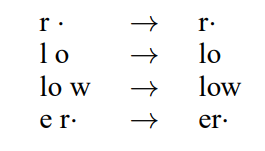 r · → r·
l o → lo
lo w → low
e r· → er·